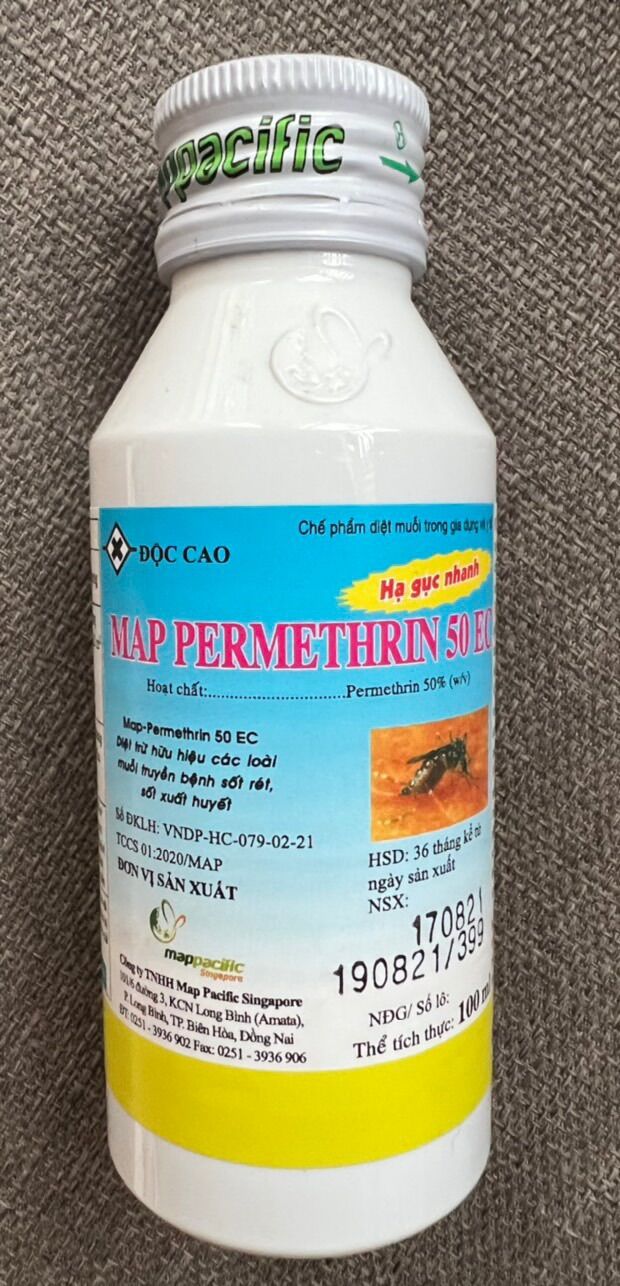 mappacific
8
ĐỘC CAO
Chế phẩm diệt muỗi trong gia dụng và y
Hạ gục nhanh
MAP PERMETHRIN 50 EC
Hoạt chất:..............................Permethrin 50% (w/v)
Map-Permethrin 50 EC
Diệt trừ hữu hiệu các loài
muỗi truyền bệnh sốt rét,
sốt xuất huyết
Số ĐKLH: VNDP-HC-079-02-21
TCCS 01:2020/MAP
ĐƠN VỊ SẢN XUẤT
mappacific
Singapore
Công ty TNHH Map Pacific Singapore
101/6 đường 3, KCN Long Bình (Amata),
P. Long Bình, TP. Biên Hòa, Đồng Nai
ĐT: 0251 - 3936 902 Fax: 0251 - 3936 906
HSD: 36 tháng kể từ
ngày sản xuất
NSX:
170821
190821/399
NĐG/ Số lô:
Thể tích thực: 100 ml